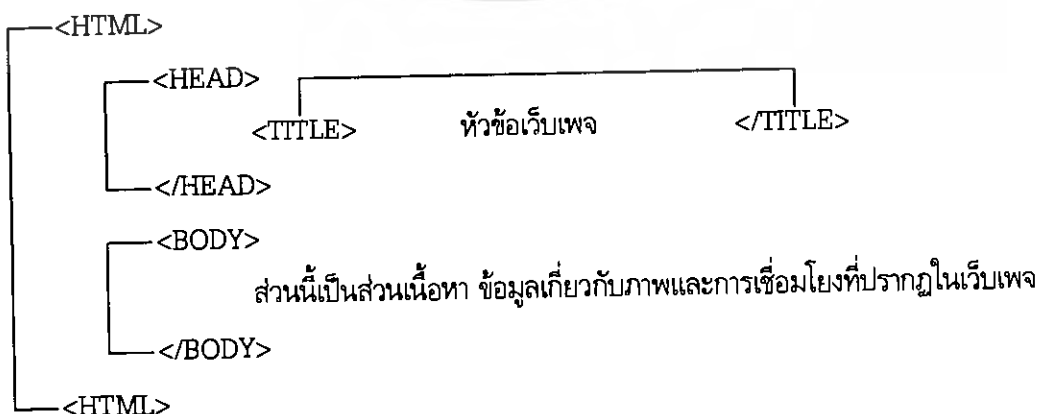 <HTML>
<HEAD>
<TITLE> หัวข้อเว็บเพจ </TITLE>
</HEAD>
<BODY>
ส่วนนี้เป็นส่วนเนื้อหา ข้อมูลเกี่ยวกับภาพและการเชื่อมโยงที่ปรากฏในเว็บเพจ
</BODY>
<HTML>